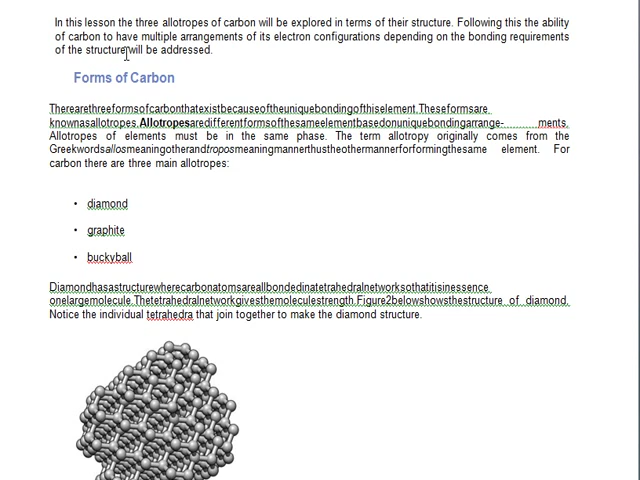 In this lesson the three allotropes of carbon will be explored in terms of their structure. Following this the ability
of carbon to have multiple arrangements of its electron configurations depending on the bonding requirements
of the structure will be addressed.
Forms of Carbon
Therearethreeformsofcarbonthatexistbecauseoftheuniquebondingofthiselement.Theseformsare
knownasallotropes.Allotropesaredifferentformsofthesameelementbasedonuniquebondingarrange- ments.
Allotropes of elements must be in the same phase. The term allotropy originally comes from the
Greekwordsallosmeaningotherandtroposmeaningmannerthustheothermannerforformingthesame element. For
carbon there are three main allotropes:
• diamond
• graphite
• buckyball
Diamondhasastructurewherecarbonatomsareallbondedinatetrahedralnetworksothatitisinessence
onelargemolecule.Thetetrahedralnetworkgivesthemoleculestrength.Figure2belowshowsthestructure of diamond.
Notice the individual tetrahedra that join together to make the diamond structure.